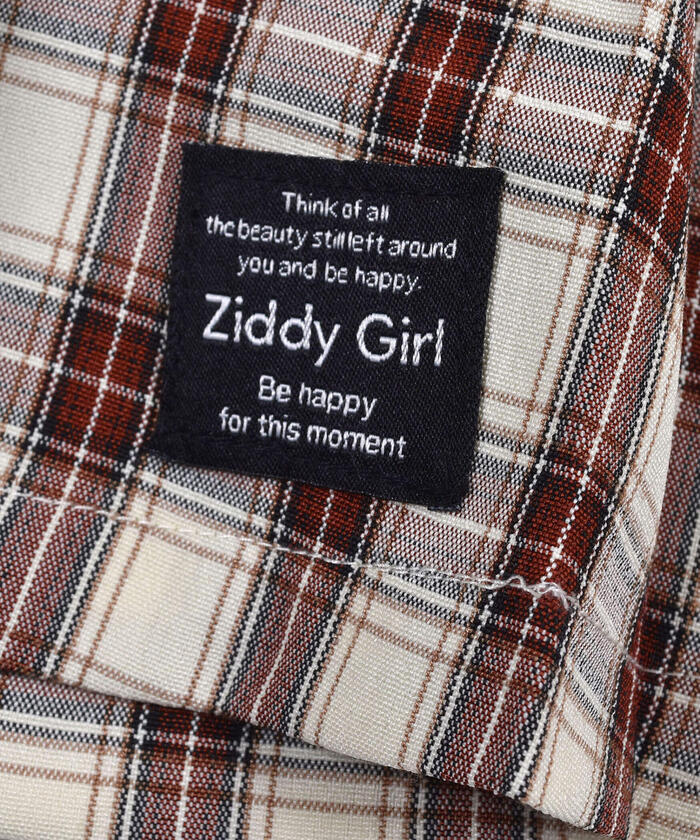 Think of all
the beauty still left around
you and be happy.
Ziddy Girl
Be happy
for this moment